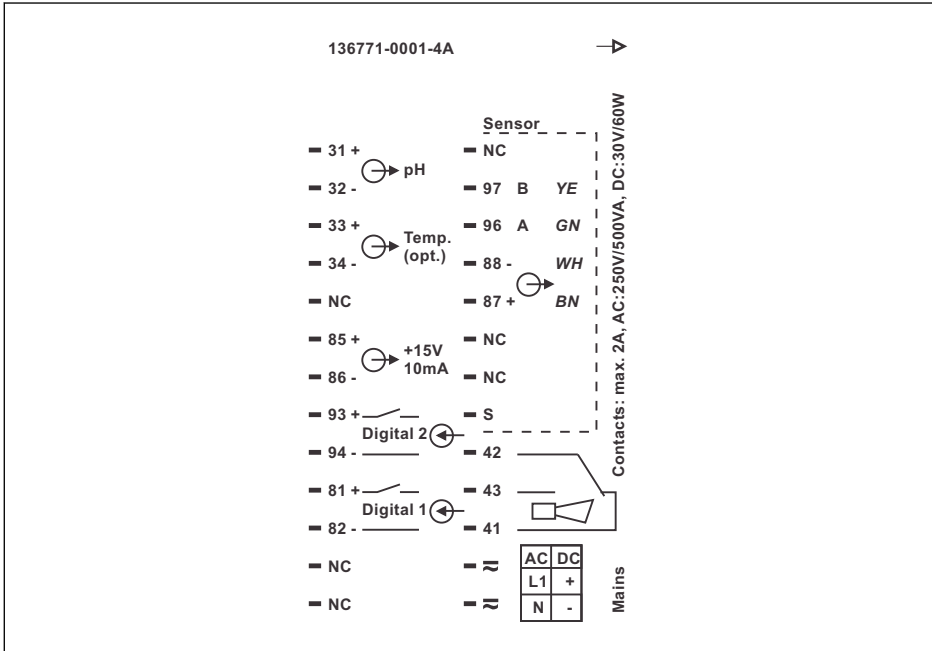 136771-0001-4A
Sensor
31 +
pH
32 -
33 +
Temp.
(opt.)
34 -
NC
85 +
+15V
10mA
86 -
93 +
Digital 2
94 -
81 +
Digital 1
82 -
NC
NC
NC
97 B YE
96 A GN
88 - WH
87 + BN
NC
NC
S
42
43
41
AC DC
L1 +
N -
Contacts: max. 2A, AC:250V/500VA, DC:30V/60W
Mains